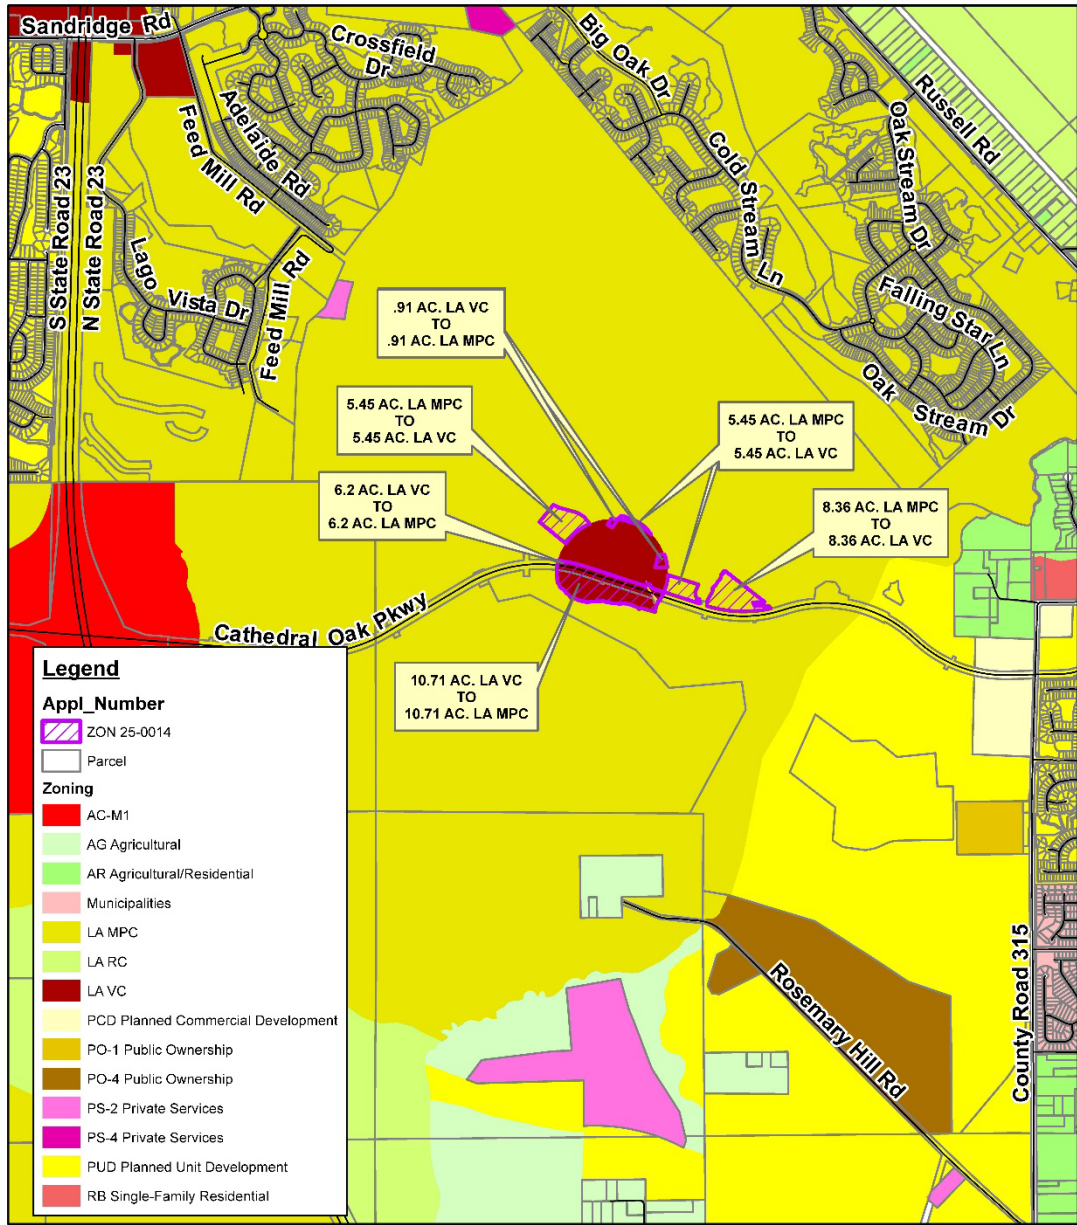 Sandridge Rd
Crossfield
Dr
Big Oak Dr
Russell Rd
Adelaide Rd
Feed Mill Rd
Oak Stream Dr
Cold Stream Ln
S State Road 23
N State Road 23
Lago Vista Dr
Feed Mill Rd
Falling Star Ln
Oak Stream Dr
.91 AC. LA VC
TO
.91 AC. LA MPC
5.45 AC. LA MPC
TO
5.45 AC. LA VC
5.45 AC. LA MPC
TO
5.45 AC. LA VC
6.2 AC. LA VC
TO
6.2 AC. LA MPC
8.36 AC. LA MPC
TO
8.36 AC. LA VC
Cathedral Oak Pkwy
10.71 AC. LA VC
TO
10.71 AC. LA MPC
Rosemary Hill Rd
County Road 315
Legend
Appl_Number
ZON 25-0014
Parcel
Zoning
AC-M1
AG Agricultural
AR Agricultural/Residential
Municipalities
LA MPC
LA RC
LA VC
PCD Planned Commercial Development
PO-1 Public Ownership
PO-4 Public Ownership
PS-2 Private Services
PS-4 Private Services
PUD Planned Unit Development
RB Single-Family Residential